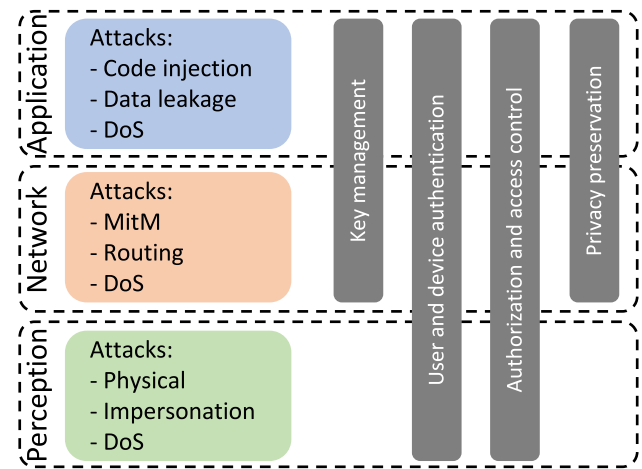 Application
Attacks:
- Code injection
- Data leakage
- DoS
Network
Attacks:
- MitM
- Routing
- DoS
Perception
Attacks:
- Physical
- Impersonation
- DoS
Key management
User and device authentication
Authorization and access control
Privacy preservation